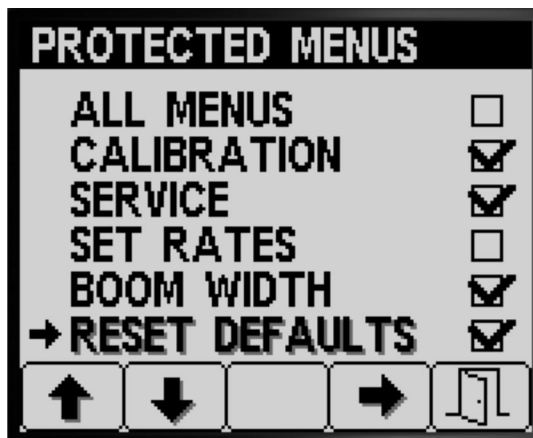 PROTECTED MENUS
ALL MENUS
CALIBRATION
SERVICE
SET RATES
BOOM WIDTH
RESET DEFAULTS